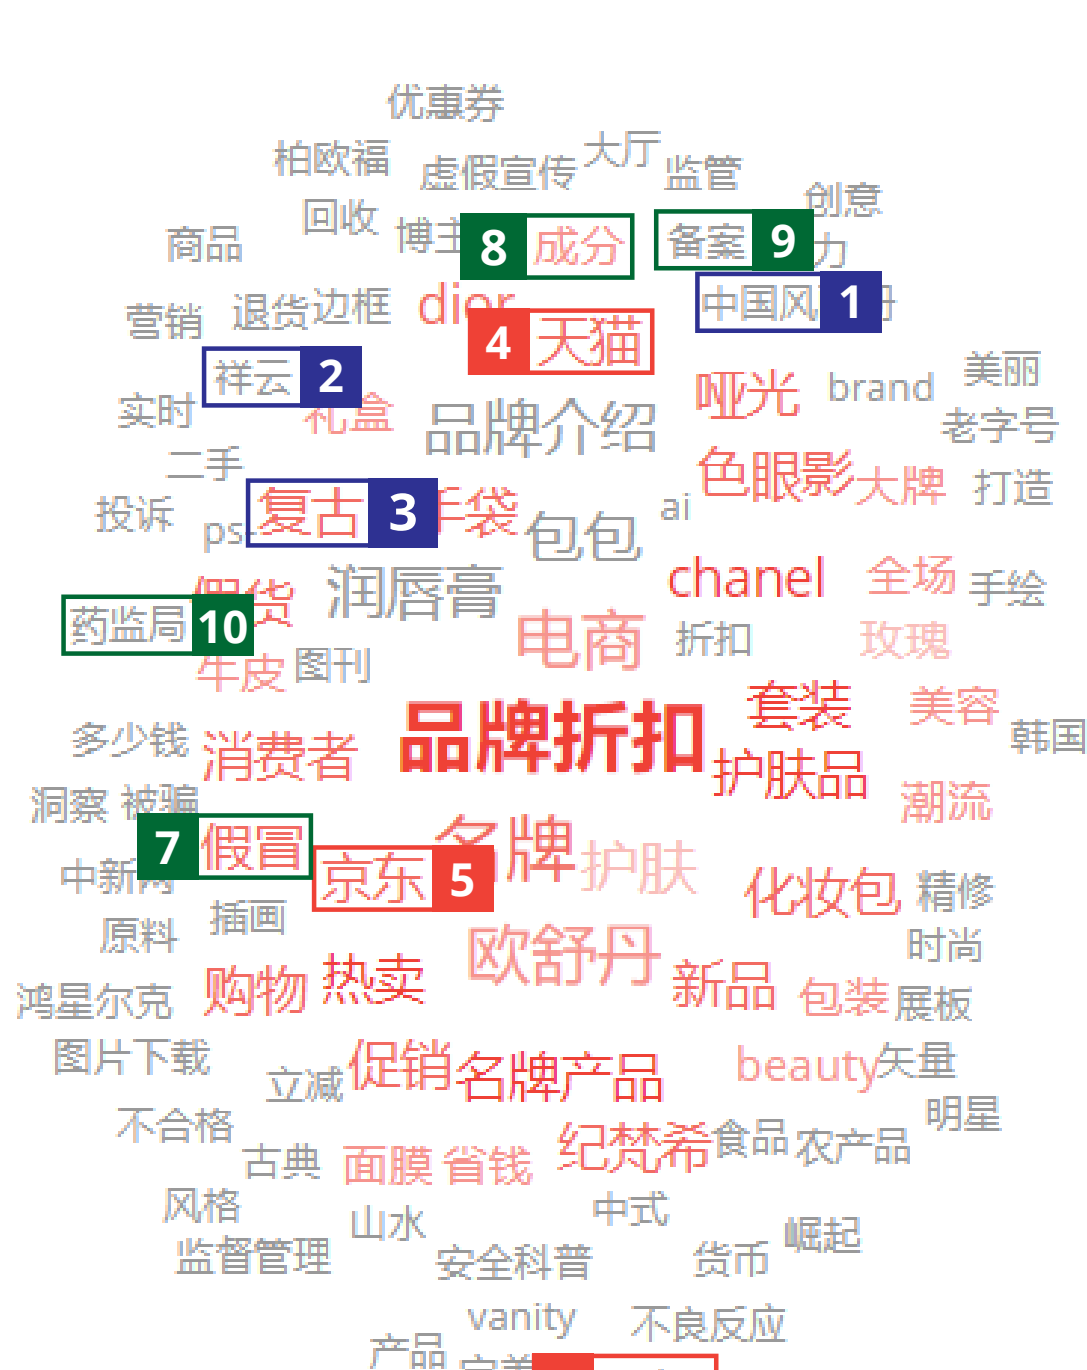 优惠券
柏欧福 虚假宣传 大厅 监管
创意
商品 回收 博主 8 成分 备案 9 力
营销 退货 边框 dior 中国风 1
4 天猫
祥云 2
实时 礼盒 品牌介绍 哑光 brand 美丽
老字号
二手 色眼影 大牌 打造
投诉 ps 复古 3 手袋 包包 ai
假货 润唇膏 chanel 全场 手绘
药监局 10 电商 折扣 玫瑰
牛皮 图刊
品牌折扣 套装 美容 韩国
多少钱 消费者 护肤品
洞察 被骗 潮流
7 假冒 名牌 护肤
中新网 京东 5 化妆包 精修
原料 插画 欧舒丹 时尚
鸿星尔克 购物 热卖 新品 包装 展板
图片下载 立减 促销 名牌产品 beauty 矢量
不合格 明星
古典 面膜 省钱 纪梵希 食品 农产品
风格 山水 中式
监督管理 安全科普 货币 崛起
vanity 不良反应
产品